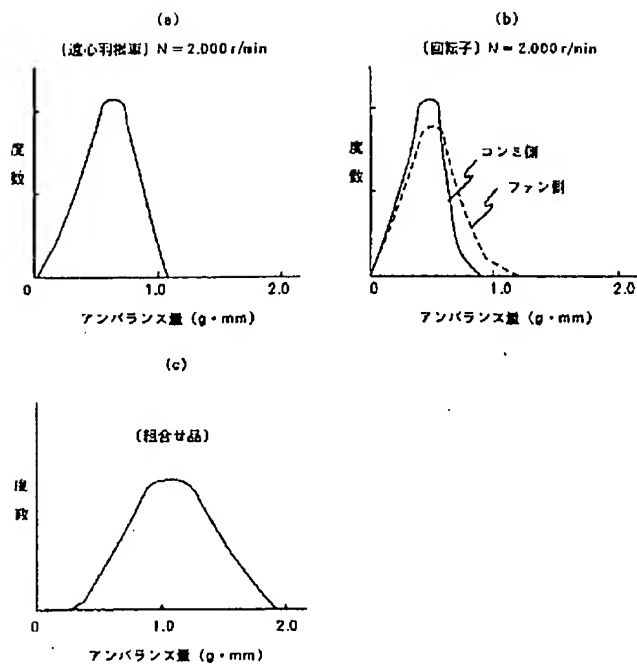 (a)
〔遠心羽根車〕N = 2.000 r/min
度数
0
1.0
2.0
アンバランス量 (g・mm)
(b)
〔回転子〕N = 2.000 r/min
度数
コンミ側
ファン側
0
1.0
2.0
アンバランス量 (g・mm)
(c)
〔組合せ品〕
度数
0
1.0
2.0
アンバランス量 (g・mm)